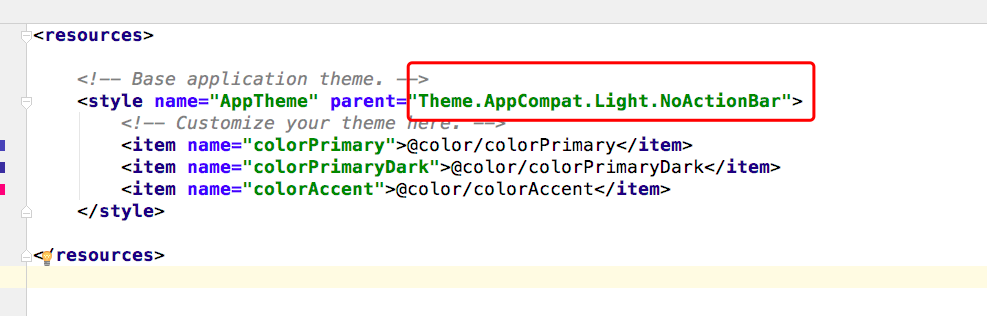 <resources>
<!-- Base application theme. -->
<style name="AppTheme" parent="Theme.AppCompat.Light.NoActionBar">
<!-- Customize your theme here. -->
<item name="colorPrimary">@color/colorPrimary</item>
<item name="colorPrimaryDark">@color/colorPrimaryDark</item>
<item name="colorAccent">@color/colorAccent</item>
</style>
</resources>